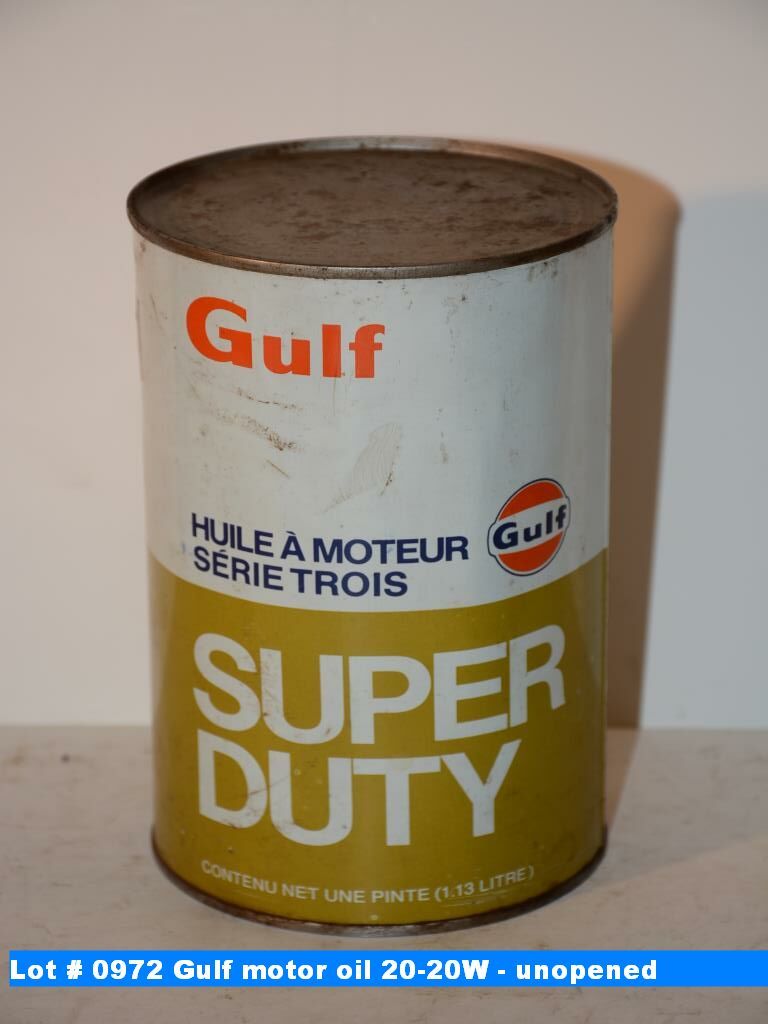 Gulf
HUILE À MOTEUR
SÉRIE TROIS
Gulf
SUPER
DUTY
CONTENU NET UNE PINTE (1.13 LITRE)
Lot # 0972 Gulf motor oil 20-20W - unopened